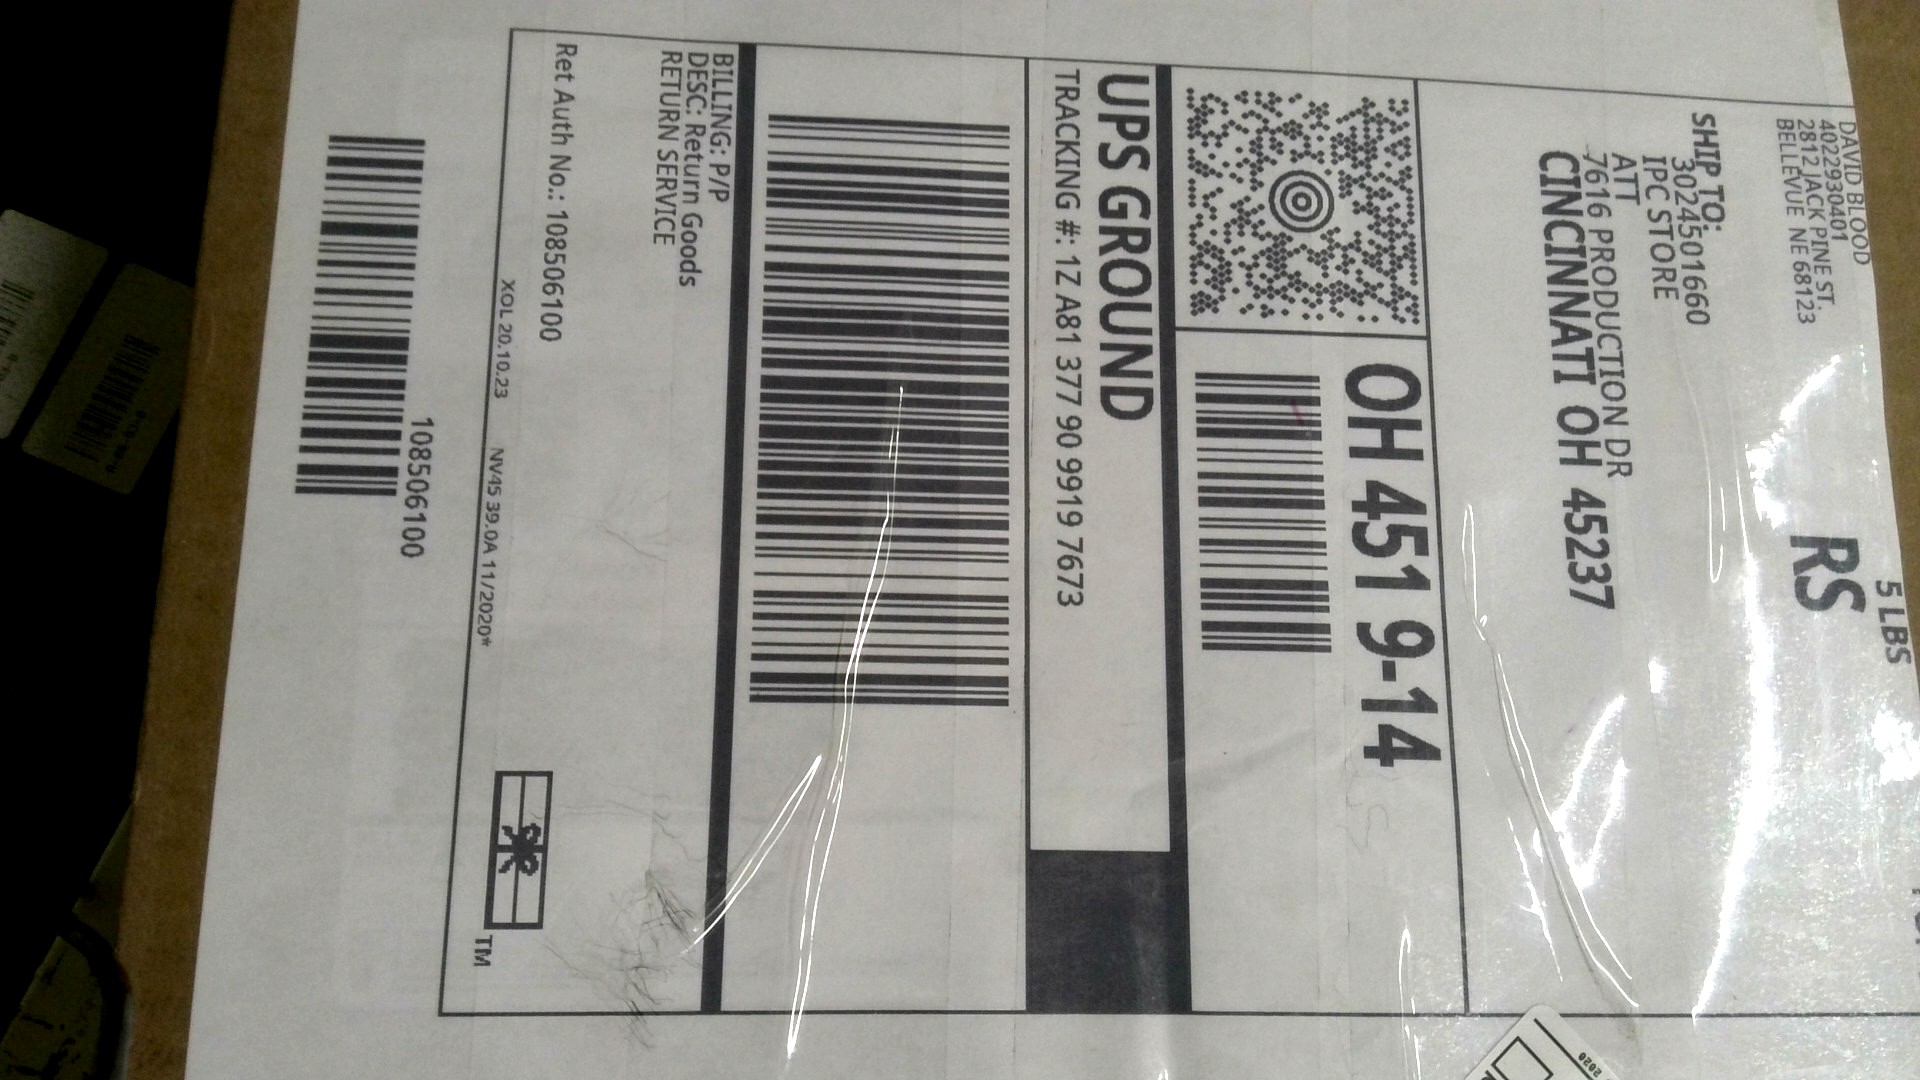 DAVID BLOOD
4022930401
2812 JACK PINE ST.
BELLEVUE NE 68123
5 LBS
RS
SHIP TO:
3024501660
IPC STORE
ATT
7616 PRODUCTION DR
CINCINNATI OH 45237
OH 451 9-14
UPS GROUND
TRACKING #: 1Z A81 377 90 9919 7673
BILLING: P/P
DESC: Return Goods
RETURN SERVICE
Ret Auth No.: 108506100
XOL 20.10.23 NV45 39.0A 11/2020*
TM
108506100
2020